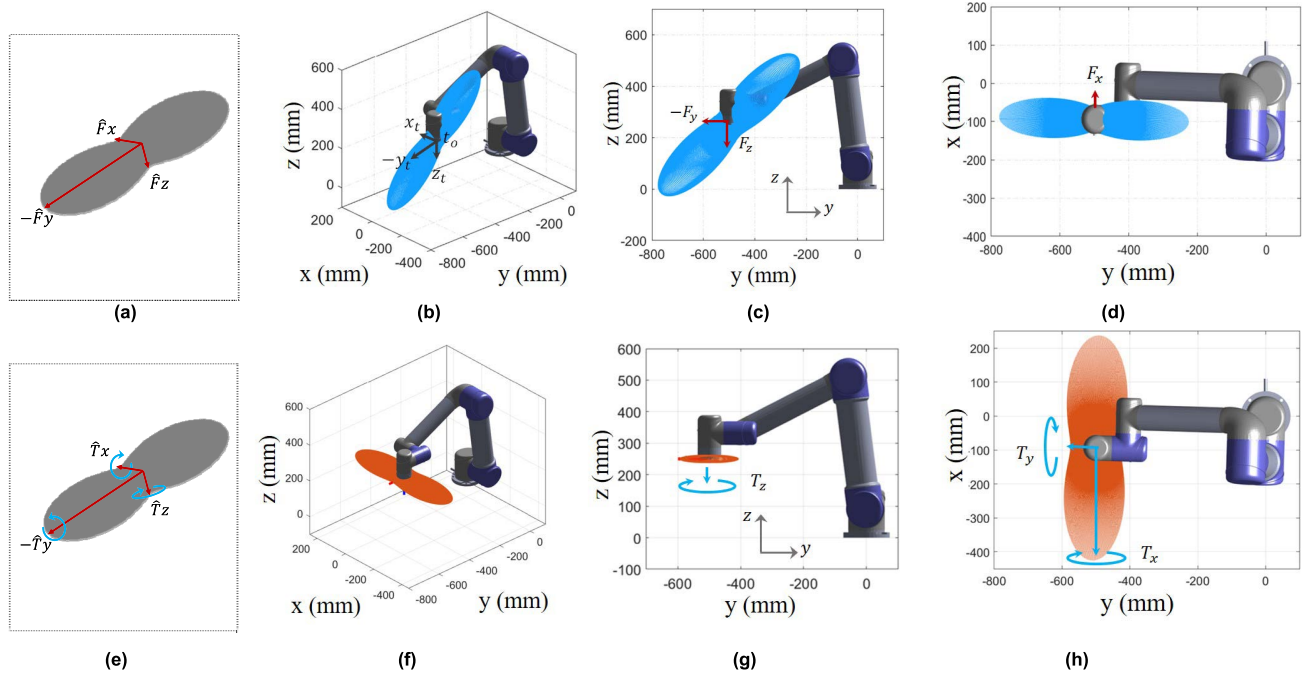 F̂x
F̂z
−F̂y
(a)
600
400
200
0
z (mm)
x_t
t_o
−y_t
z_t
200
0
-200
-400
-800
-600
-400
-200
0
x (mm)
y (mm)
(b)
600
400
200
0
-200
z (mm)
−F_y
F_z
z
y
-800
-600
-400
-200
0
y (mm)
(c)
200
100
0
-100
-200
-300
400
x (mm)
F_x
-800
-600
-400
-200
0
y (mm)
(d)
T̂x
T̂z
−T̂y
(e)
600
400
200
0
z (mm)
200
0
-400
-800
-600
-400
-200
0
x (mm)
y (mm)
(f)
600
500
400
300
200
100
0
-100
z (mm)
T_z
z
y
-600
-400
-200
0
y (mm)
(g)
200
100
0
-100
-200
-300
-400
x (mm)
T_y
T_x
-800
-600
-400
-200
0
y (mm)
(h)